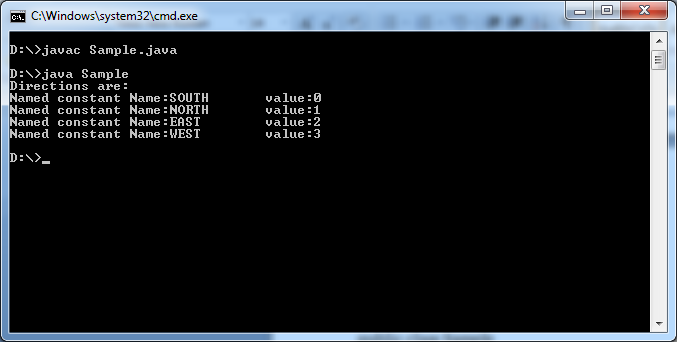 C:\Windows\system32\cmd.exe
D:\>javac Sample.java
D:\>java Sample
Directions are:
Named constant Name:SOUTH value:0
Named constant Name:NORTH value:1
Named constant Name:EAST value:2
Named constant Name:WEST value:3
D:\>_